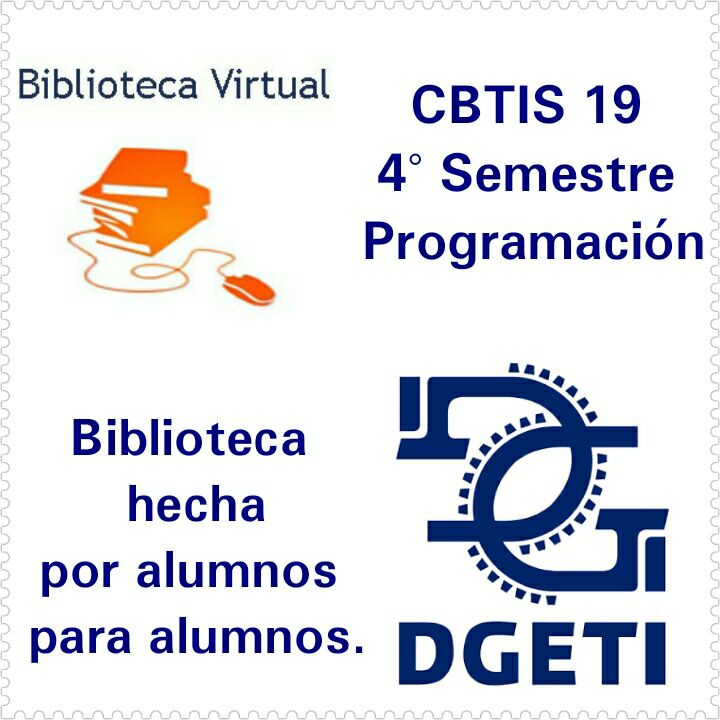 Biblioteca Virtual
CBTIS 19
4° Semestre
Programación
Biblioteca
hecha
por alumnos
para alumnos.
DGETI